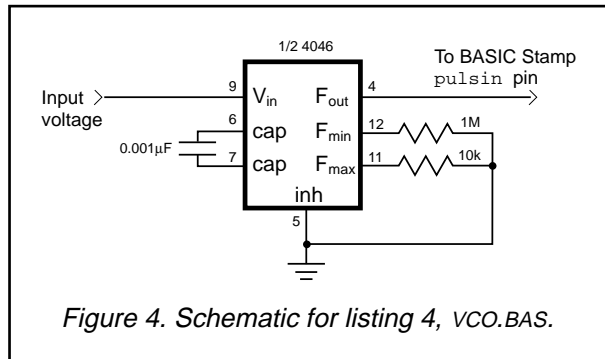 1/2 4046
To BASIC Stamp
pulsin pin
Input
voltage
9
Vin
Fout
4
6
cap
Fmin
12
1M
0.001µF
7
cap
Fmax
11
10k
inh
5
Figure 4. Schematic for listing 4, VCO.BAS.